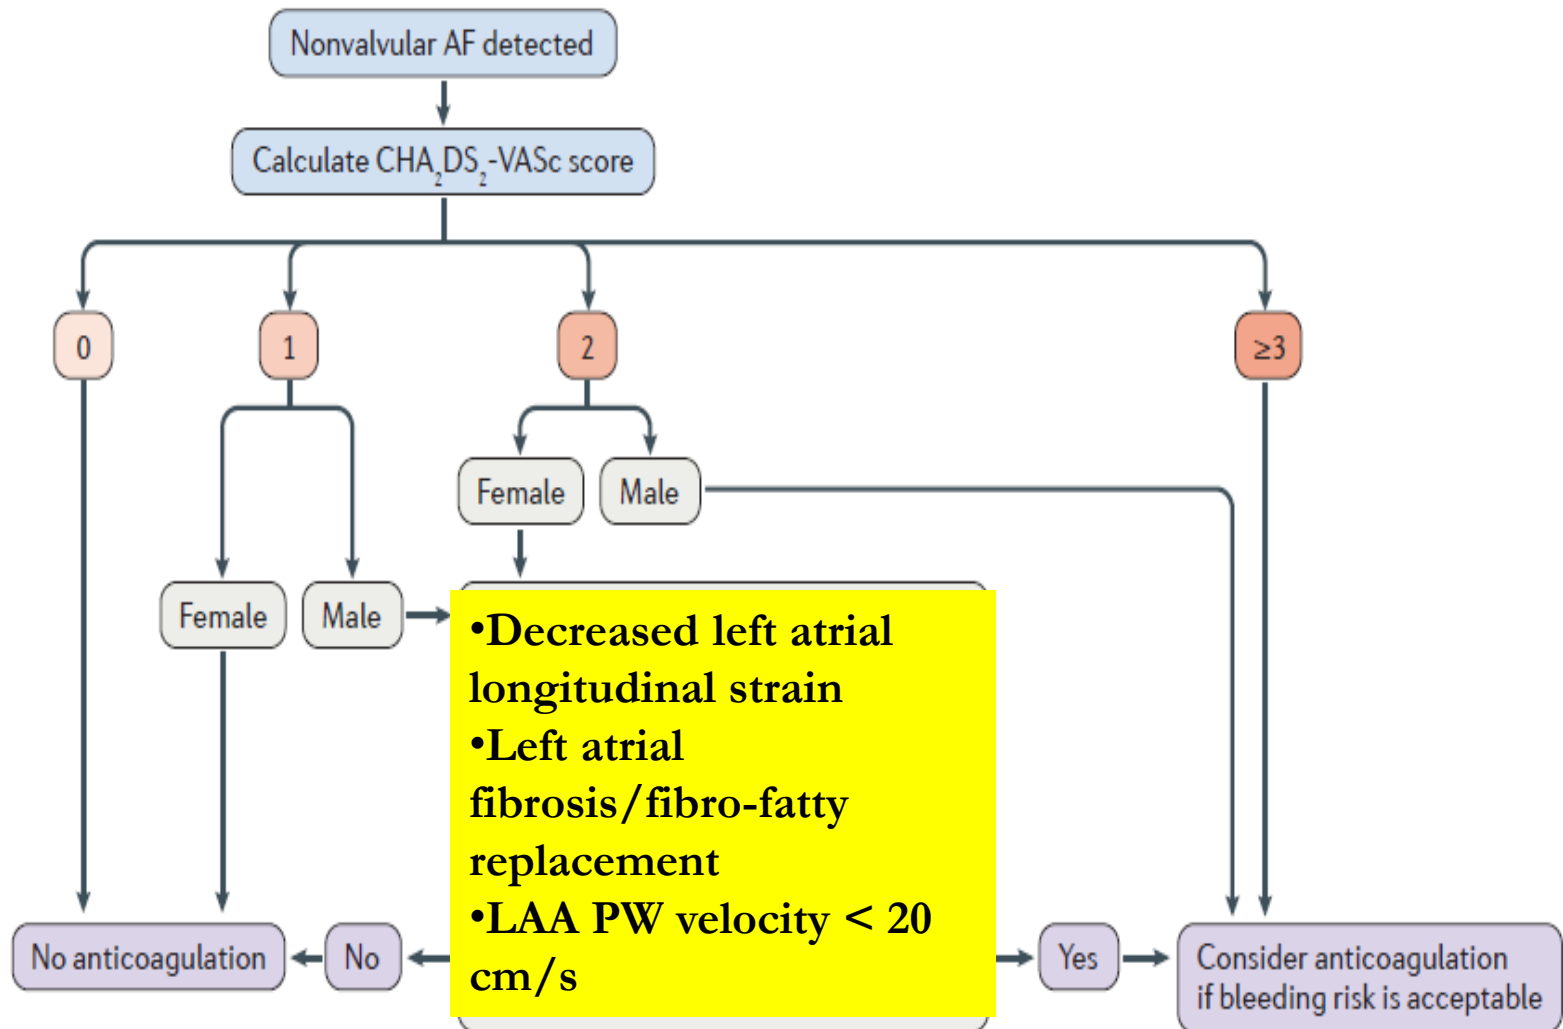 Nonvalvular AF detected
Calculate CHA₂DS₂-VASc score
0
1
2
≥3
Female
Male
Female
Male
•Decreased left atrial
longitudinal strain
•Left atrial
fibrosis/fibro-fatty
replacement
•LAA PW velocity < 20
cm/s
No anticoagulation
No
Yes
Consider anticoagulation
if bleeding risk is acceptable